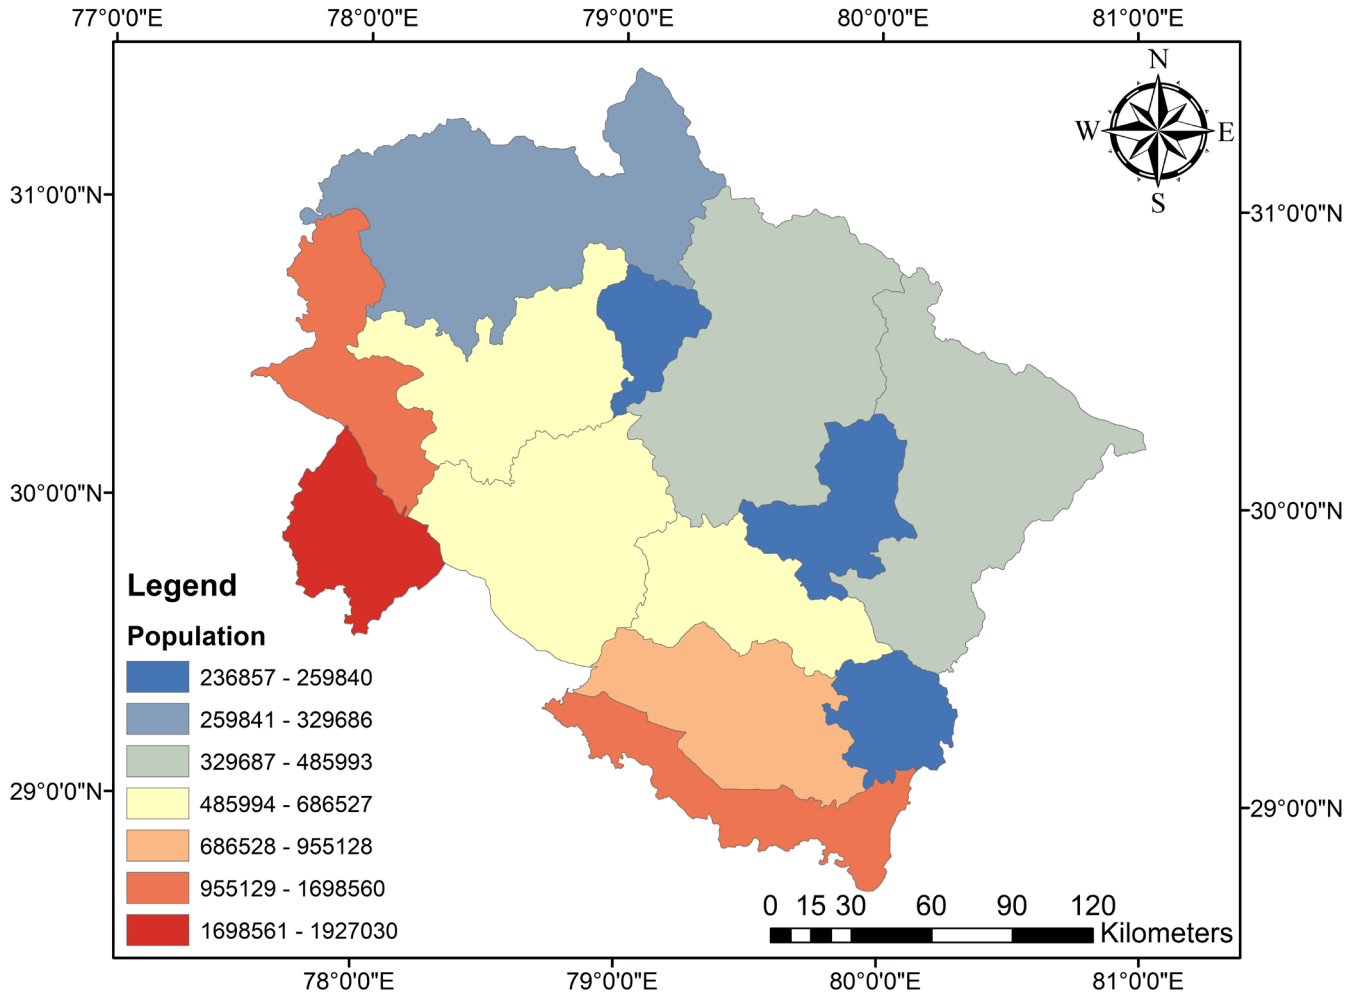 77°0'0"E 78°0'0"E 79°0'0"E 80°0'0"E 81°0'0"E
N
W E
S
31°0'0"N 31°0'0"N
30°0'0"N 30°0'0"N
29°0'0"N 29°0'0"N
Legend
Population
236857 - 259840
259841 - 329686
329687 - 485993
485994 - 686527
686528 - 955128
955129 - 1698560
1698561 - 1927030
0 15 30 60 90 120
Kilometers
78°0'0"E 79°0'0"E 80°0'0"E 81°0'0"E